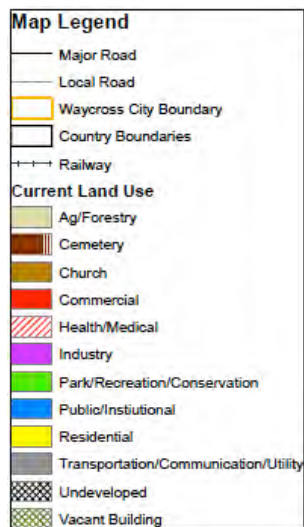 Map Legend
Major Road
Local Road
Waycross City Boundary
Country Boundaries
Railway
Current Land Use
Ag/Forestry
Cemetery
Church
Commercial
Health/Medical
Industry
Park/Recreation/Conservation
Public/Instiutional
Residential
Transportation/Communication/Utility
Undeveloped
Vacant Building